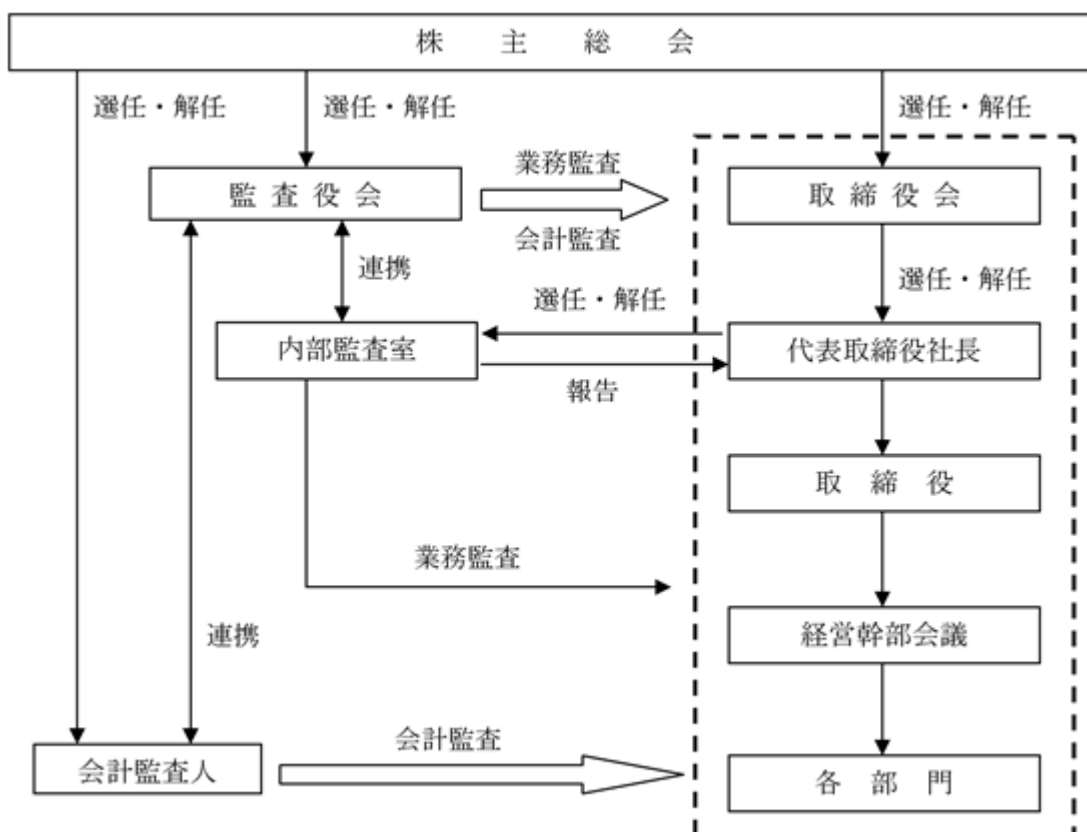 株主総会
選任・解任
選任・解任
選任・解任
業務監査
監査役会
取締役会
会計監査
連携
選任・解任
選任・解任
内部監査室
代表取締役社長
報告
取締役
業務監査
経営幹部会議
連携
会計監査
会計監査人
各部門